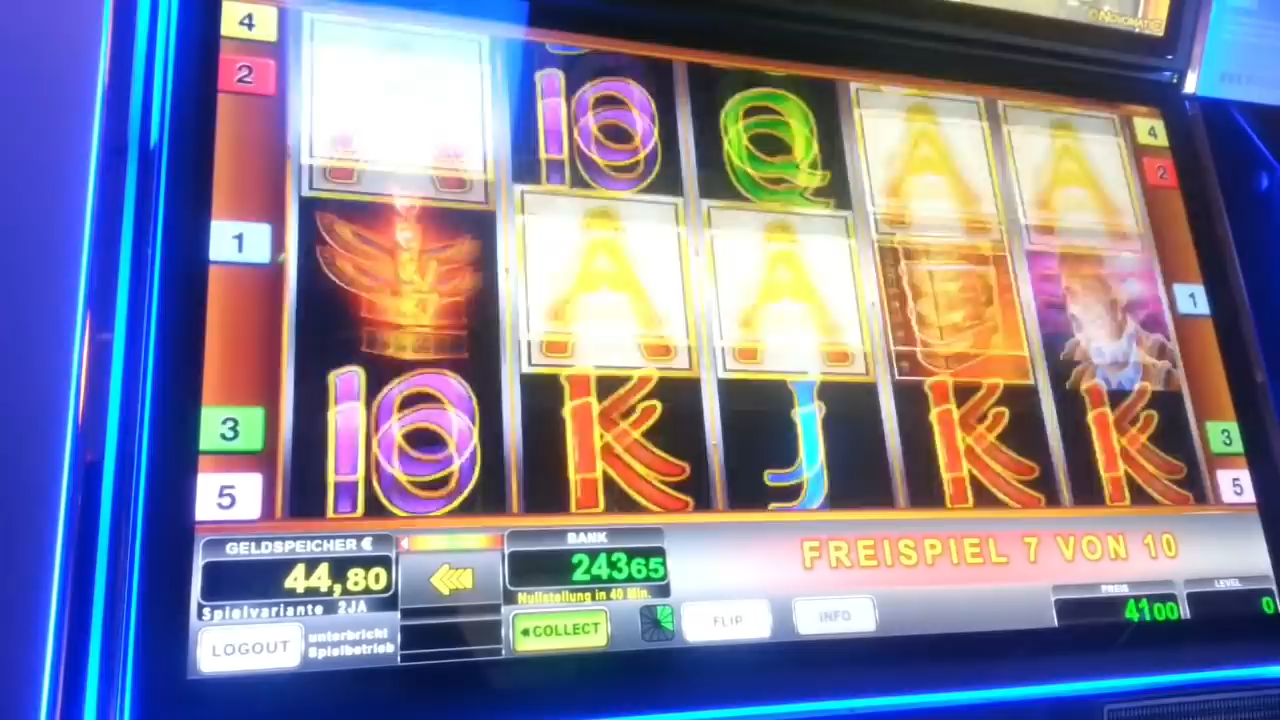 © NOVOMATIC
4
2
1
3
5
10
Q
A
A
4
2
A
A
1
10
K
J
K
K
3
5
GELDSPEICHER €
44,80
Spielvariante 2JA
LOGOUT
unterbricht
Spielbetrieb
BANK
24365
Nullstellung in 40 Min.
COLLECT
FLIP
INFO
FREISPIEL 7 VON 10
PREIS
4100
LEVEL
0